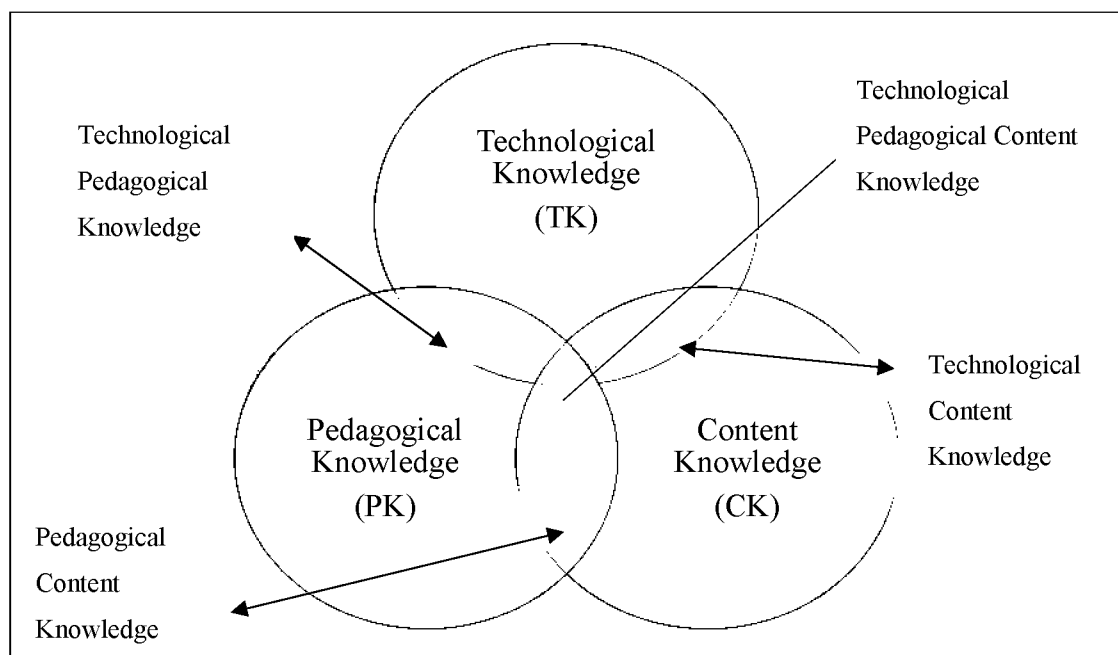 Technological
Pedagogical
Knowledge
Technological
Knowledge
(TK)
Technological
Pedagogical Content
Knowledge
Pedagogical
Knowledge
(PK)
Content
Knowledge
(CK)
Technological
Content
Knowledge
Pedagogical
Content
Knowledge